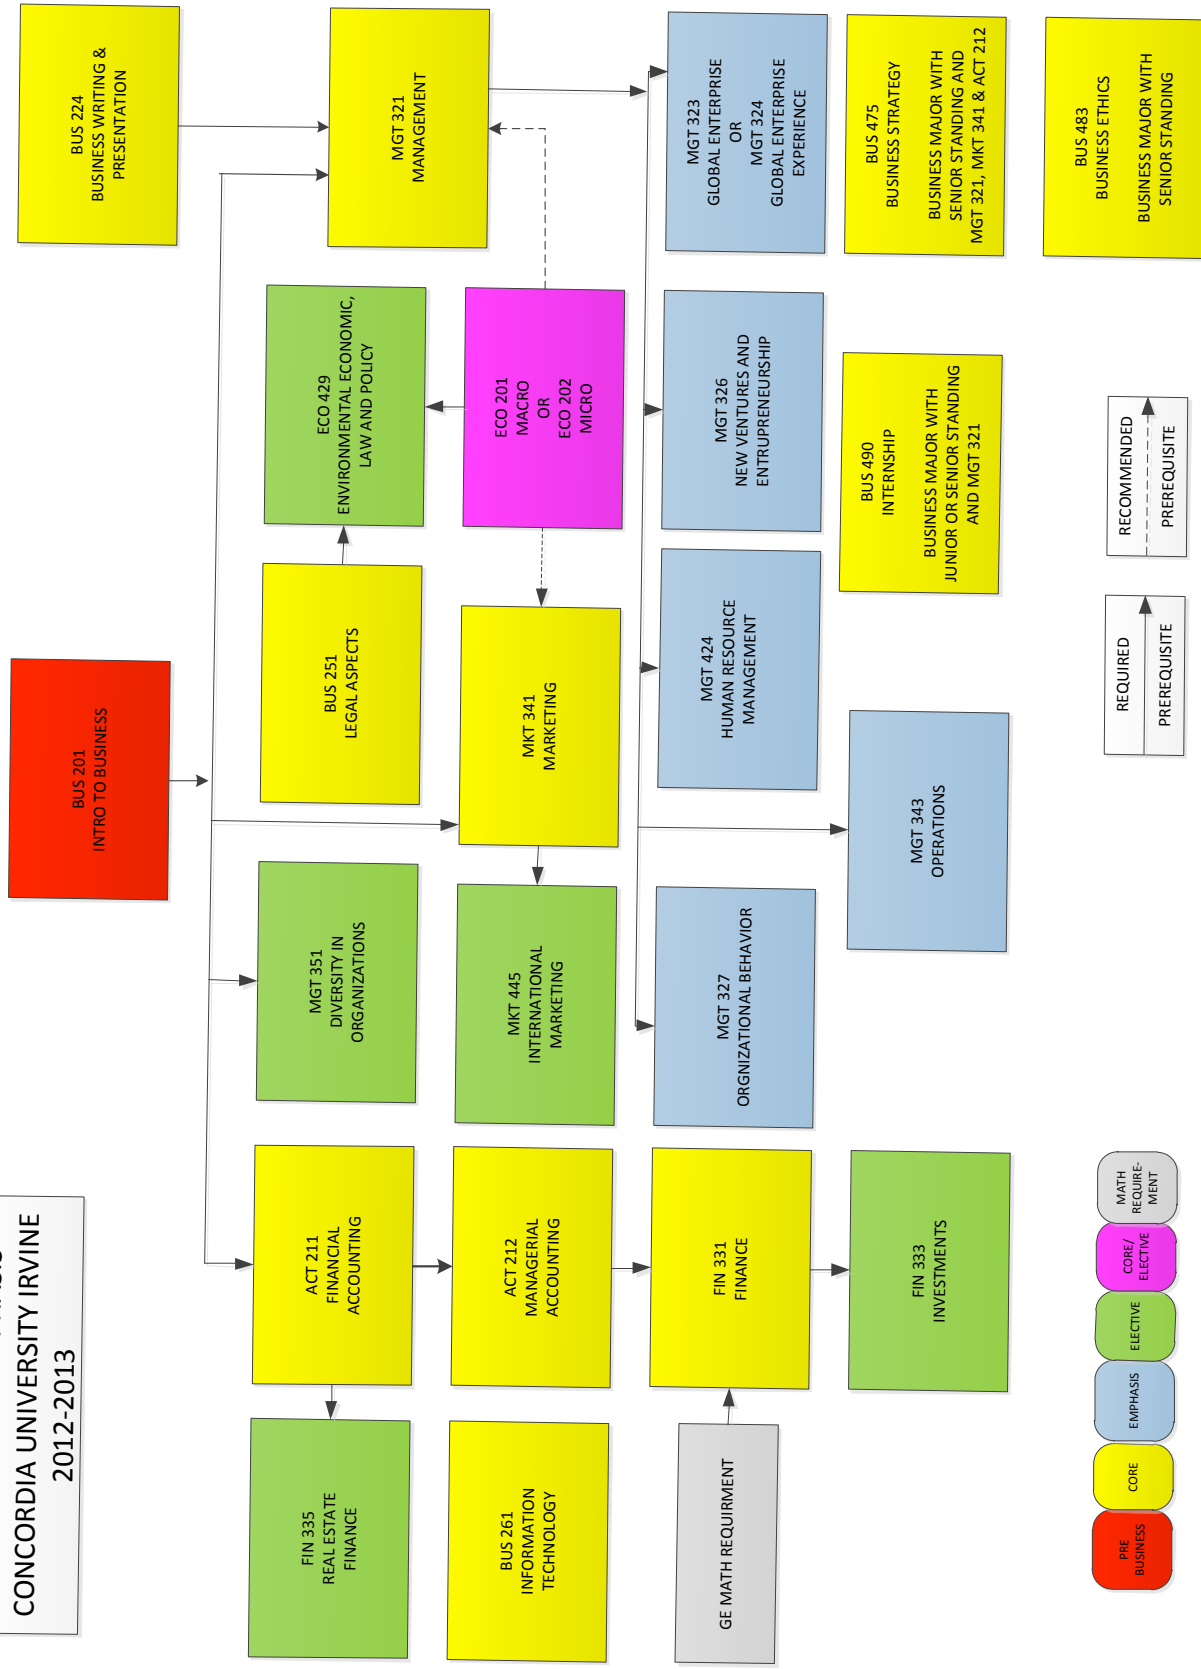 CONCORDIA UNIVERSITY IRVINE
2012-2013
BUS 201
INTRO TO BUSINESS
BUS 224
BUSINESS WRITING &
PRESENTATION
FIN 335
REAL ESTATE
FINANCE
ACT 211
FINANCIAL
ACCOUNTING
MGT 351
DIVERSITY IN
ORGANIZATIONS
BUS 251
LEGAL ASPECTS
ECO 429
ENVIRONMENTAL ECONOMIC,
LAW AND POLICY
MGT 321
MANAGEMENT
BUS 261
INFORMATION
TECHNOLOGY
ACT 212
MANAGERIAL
ACCOUNTING
MKT 445
INTERNATIONAL
MARKETING
MKT 341
MARKETING
ECO 201
MACRO
OR
ECO 202
MICRO
GE MATH REQUIRMENT
FIN 331
FINANCE
MGT 327
ORGNIZATIONAL BEHAVIOR
MGT 424
HUMAN RESOURCE
MANAGEMENT
MGT 326
NEW VENTURES AND
ENTRUPRENEURSHIP
MGT 323
GLOBAL ENTERPRISE
OR
MGT 324
GLOBAL ENTERPRISE
EXPERIENCE
FIN 333
INVESTMENTS
MGT 343
OPERATIONS
BUS 490
INTERNSHIP
BUSINESS MAJOR WITH
JUNIOR OR SENIOR STANDING
AND MGT 321
BUS 475
BUSINESS STRATEGY
BUSINESS MAJOR WITH
SENIOR STANDING AND
MGT 321, MKT 341 & ACT 212
PRE
BUSINESS
CORE
EMPHASIS
ELECTIVE
CORE/
ELECTIVE
MATH
REQUIRE-
MENT
REQUIRED
PREREQUISITE
RECOMMENDED
PREREQUISITE
BUS 483
BUSINESS ETHICS
BUSINESS MAJOR WITH
SENIOR STANDING